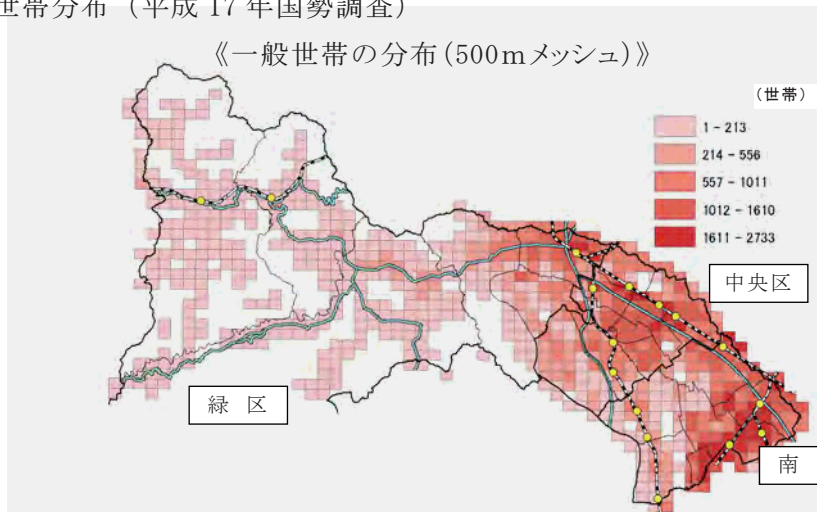 世帯分布（平成 17 年国勢調査）
《一般世帯の分布(500mメッシュ)》
（世帯）
1 - 213
214 - 556
557 - 1011
1012 - 1610
1611 - 2733
中央区
緑 区
南